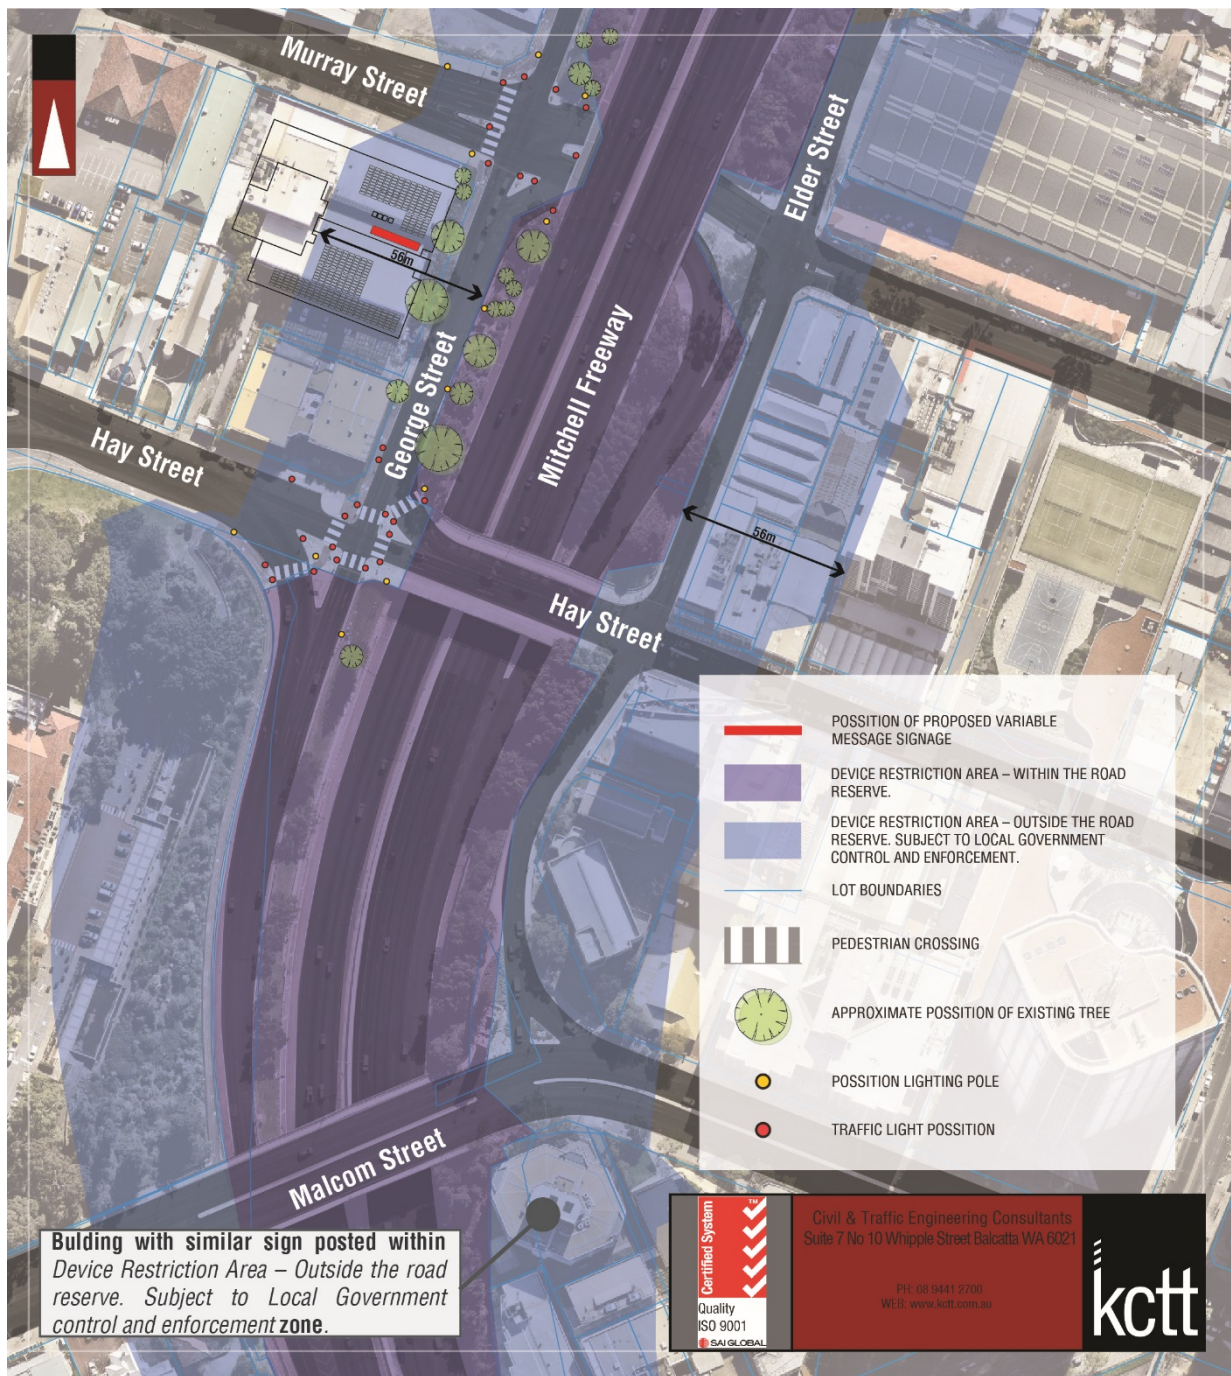 Murray Street
Elder Street
56m
George Street
Mitchell Freeway
Hay Street
56m
Hay Street
POSSITION OF PROPOSED VARIABLE
MESSAGE SIGNAGE
DEVICE RESTRICTION AREA – WITHIN THE ROAD
RESERVE.
DEVICE RESTRICTION AREA – OUTSIDE THE ROAD
RESERVE. SUBJECT TO LOCAL GOVERNMENT
CONTROL AND ENFORCEMENT.
LOT BOUNDARIES
PEDESTRIAN CROSSING
APPROXIMATE POSSITION OF EXISTING TREE
POSSITION LIGHTING POLE
TRAFFIC LIGHT POSSITION
Malcom Street
Bulding with similar sign posted within
Device Restriction Area – Outside the road
reserve. Subject to Local Government
control and enforcement zone.
Certified System
TM
Quality
ISO 9001
SAI GLOBAL
Civil & Traffic Engineering Consultants
Suite 7 No 10 Whipple Street Balcatta WA 6021
PH: 08 9441 2700
WEB: www.kctt.com.au
kctt